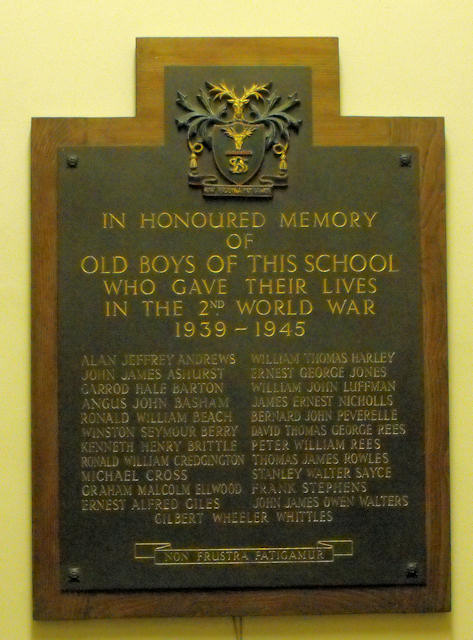 IN HONOURED MEMORY
OF
OLD BOYS OF THIS SCHOOL
WHO GAVE THEIR LIVES
IN THE 2ND WORLD WAR
1939-1945
ALAN JEFFREY ANDREWS
JOHN JAMES ASHURST
GARROD HALE BARTON
ANGUS JOHN BASHAM
RONALD WILLIAM BEACH
WINSTON SEYMOUR BERRY
KENNETH HENRY BRITTLE
RONALD WILLIAM CREDGINGTON
MICHAEL CROSS
GRAHAM MALCOLM ELLWOOD
ERNEST ALFRED GILES
WILLIAM THOMAS HARLEY
ERNEST GEORGE JONES
WILLIAM JOHN LUFFMAN
JAMES ERNEST NICHOLLS
BERNARD JOHN PEVERELLE
DAVID THOMAS GEORGE REES
PETER WILLIAM REES
THOMAS JAMES ROWLES
STANLEY WALTER SAYCE
FRANK STEPHENS
JOHN JAMES OWEN WALTERS
GILBERT WHEELER WHITTLES
NON FRUSTRA FATIGAMUR